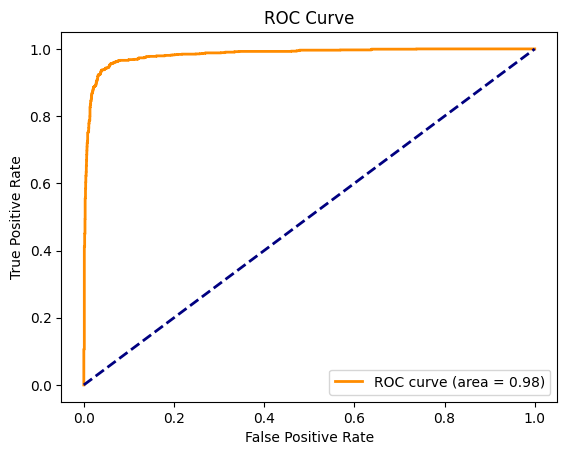 ROC Curve
True Positive Rate
1.0
0.8
0.6
0.4
0.2
0.0
ROC curve (area = 0.98)
0.0 0.2 0.4 0.6 0.8 1.0
False Positive Rate